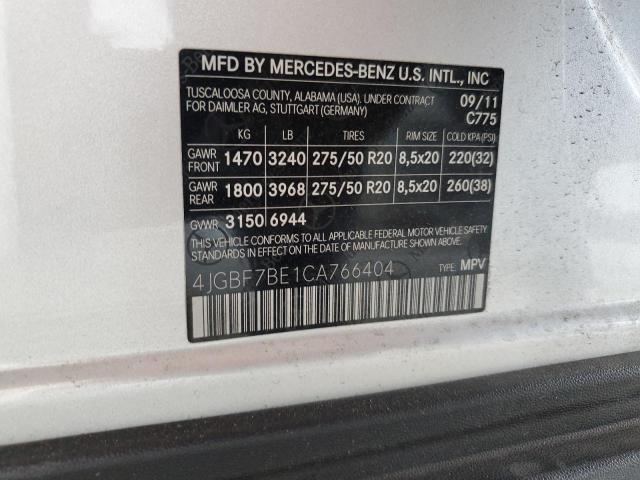 MFD BY MERCEDES-BENZ U.S. INTL., INC
TUSCALOOSA COUNTY, ALABAMA (USA). UNDER CONTRACT 09/11
FOR DAIMLER AG, STUTTGART (GERMANY) C775
KG LB TIRES RIM SIZE COLD KPA(PSI)
GAWR FRONT 1470 3240 275/50 R20 8,5x20 220(32)
GAWR REAR 1800 3968 275/50 R20 8,5x20 260(38)
GVWR 3150 6944
THIS VEHICLE CONFORMS TO ALL APPLICABLE FEDERAL MOTOR VEHICLE SAFETY
STANDARDS IN EFFECT ON THE DATE OF MANUFACTURE SHOWN ABOVE.
4JGBF7BE1CA766404 TYPE: MPV